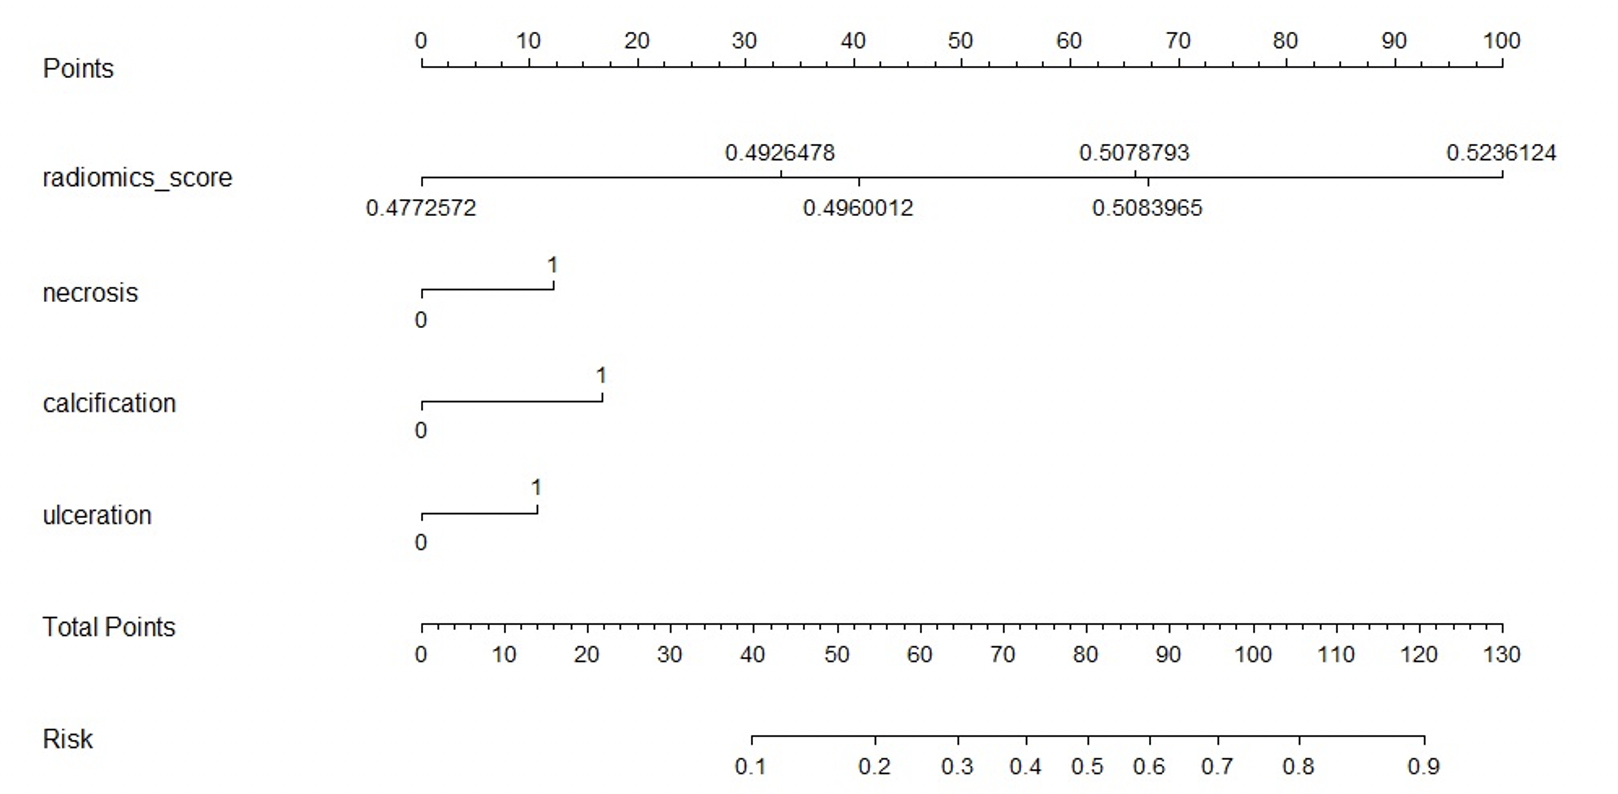 0 10 20 30 40 50 60 70 80 90 100
Points
0.4926478 0.5078793 0.5236124
radiomics_score
0.4772572 0.4960012 0.5083965
1
necrosis
0
1
calcification
0
1
ulceration
0
Total Points
0 10 20 30 40 50 60 70 80 90 100 110 120 130
Risk
0.1 0.2 0.3 0.4 0.5 0.6 0.7 0.8 0.9